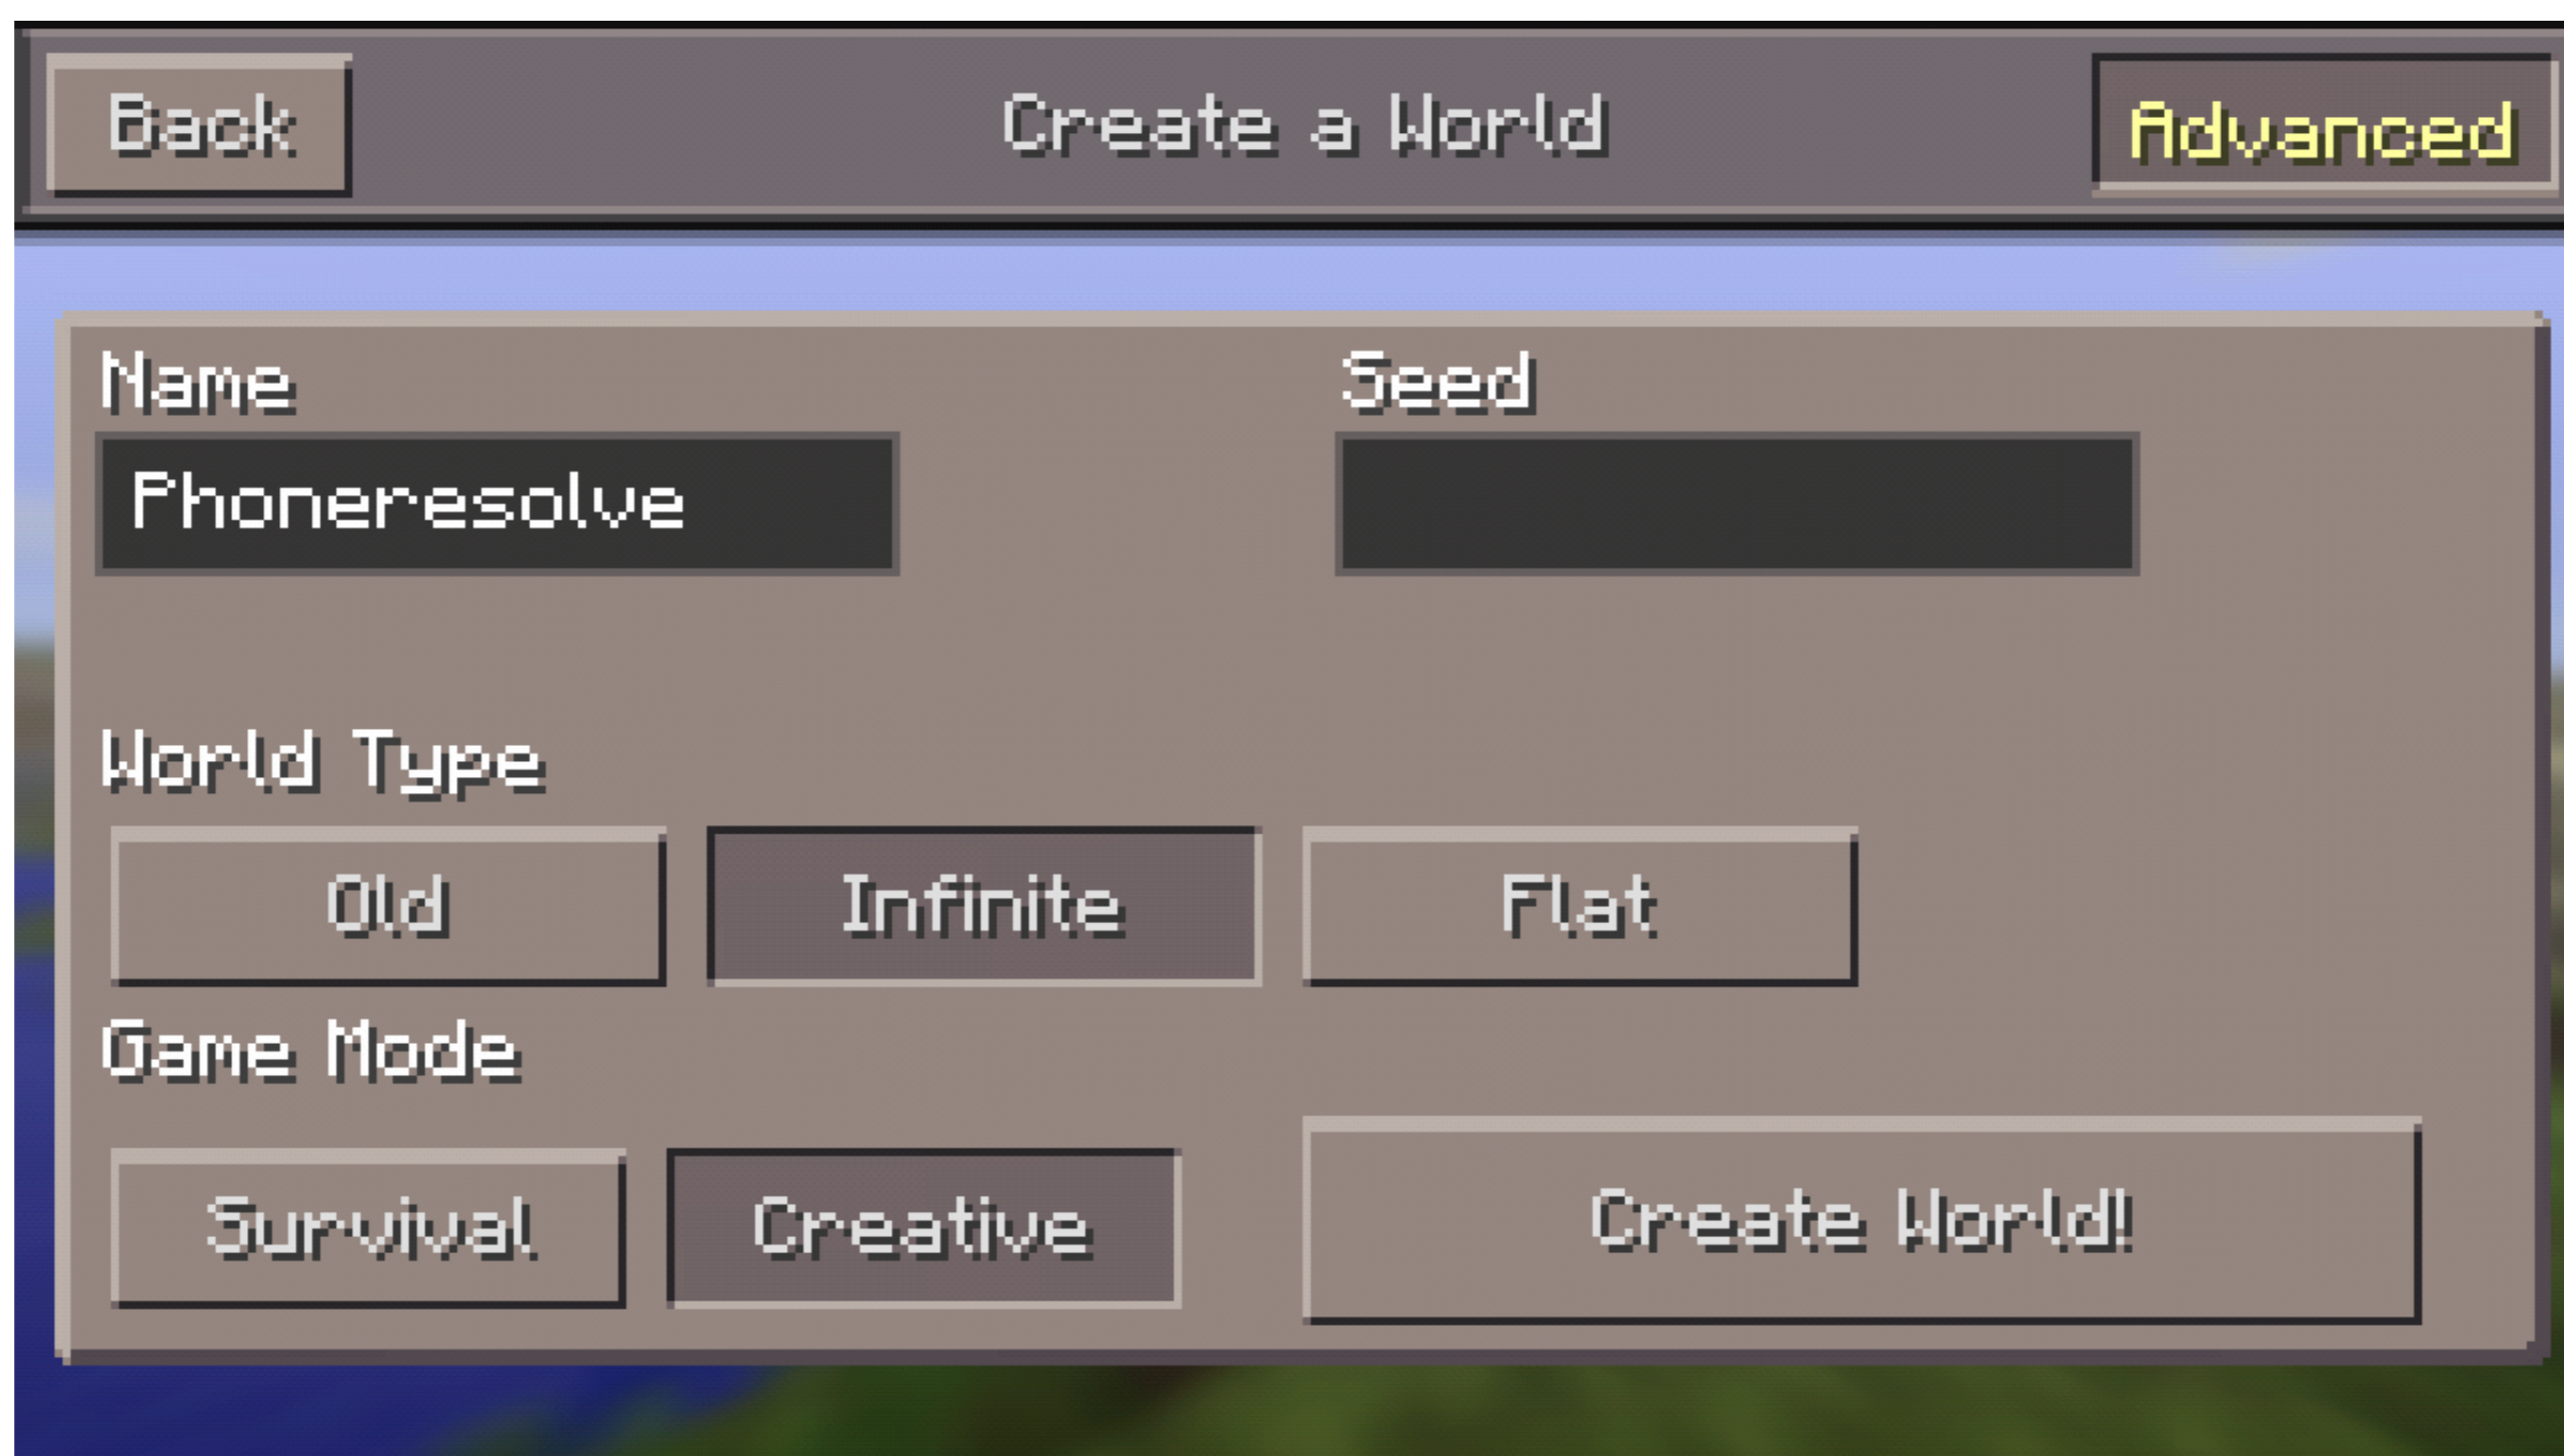 Back Create a World Advanced
Name Seed
Phoneresolve
World Type
Old Infinite Flat
Game Mode
Survival Creative Create World!